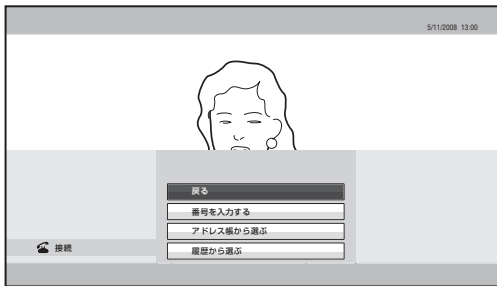 5/11/2008 13:00
戻る
番号を入力する
アドレス帳から選ぶ
接続
履歴から選ぶ